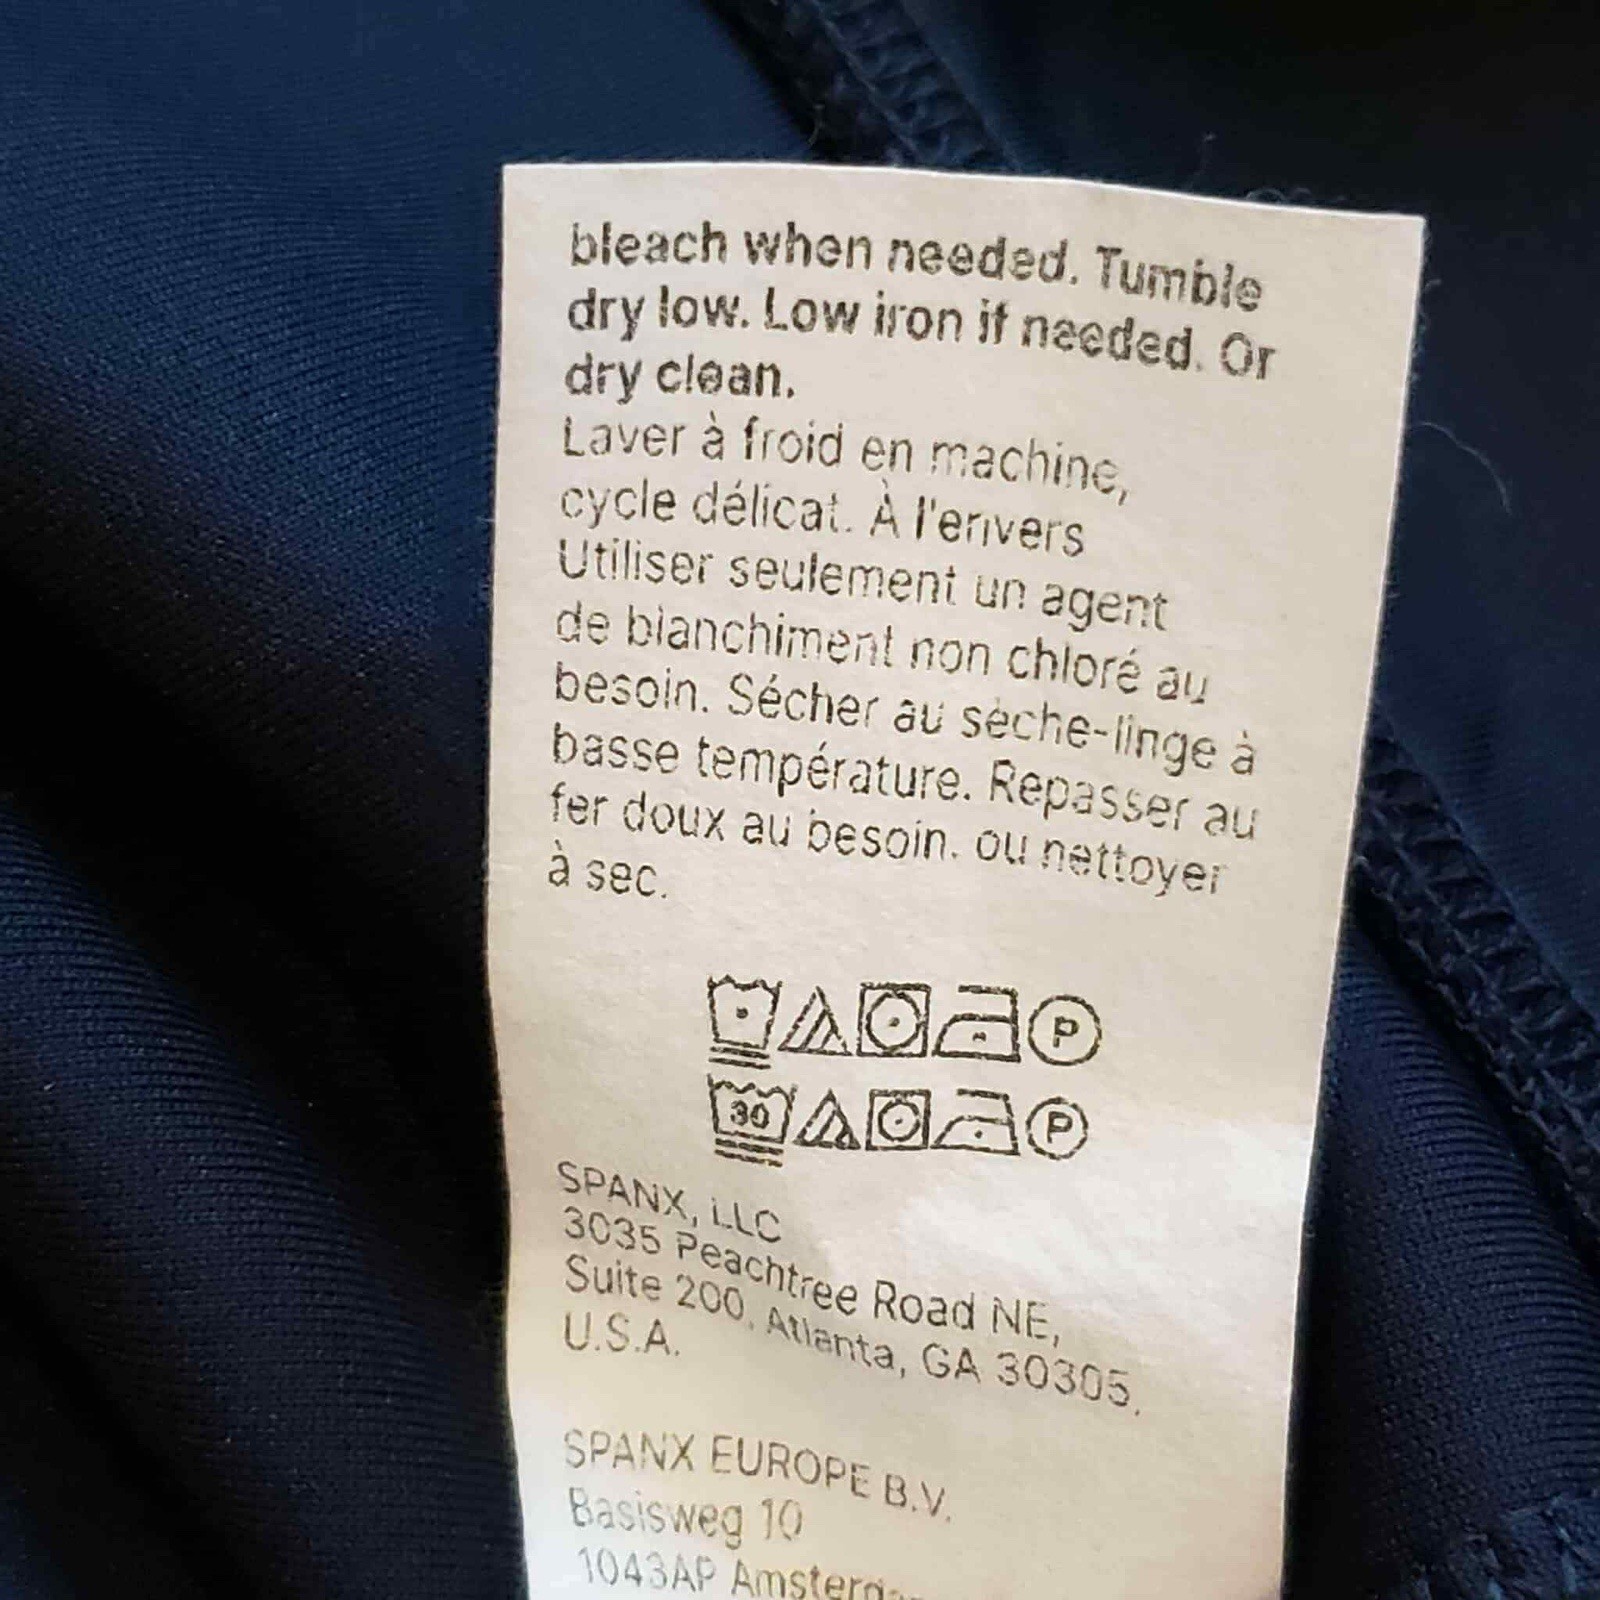 bleach when needed. Tumble
dry low. Low iron if needed. Or
dry clean.
Laver à froid en machine,
cycle délicat. À l'envers
Utiliser seulement un agent
de blanchiment non chloré au
besoin. Sécher au sèche-linge à
basse température. Repasser au
fer doux au besoin. ou nettoyer
à sec.
P
30 P
SPANX, LLC
3035 Peachtree Road NE,
Suite 200, Atlanta, GA 30305.
U.S.A.
SPANX EUROPE B.V.
Basisweg 10
1043AP